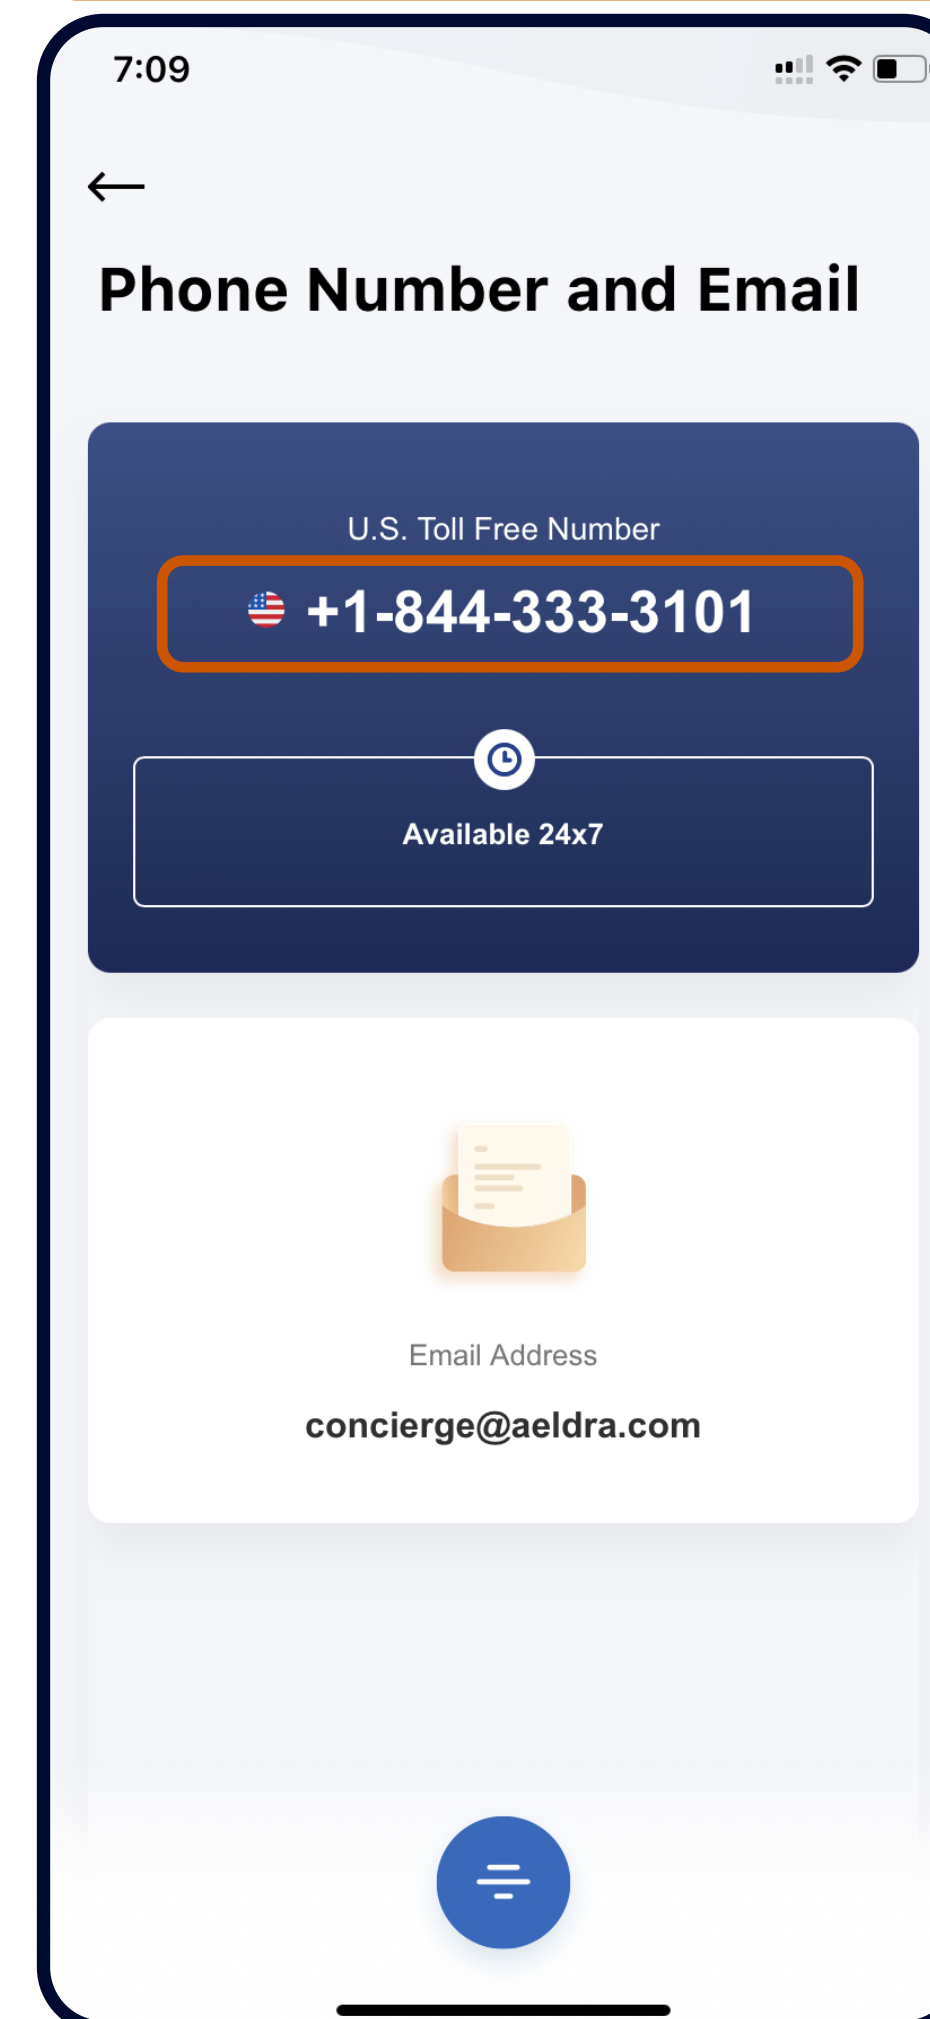 7:09
Phone Number and Email
U.S. Toll Free Number
+1-844-333-3101
Available 24x7
Email Address
concierge@aeldra.com